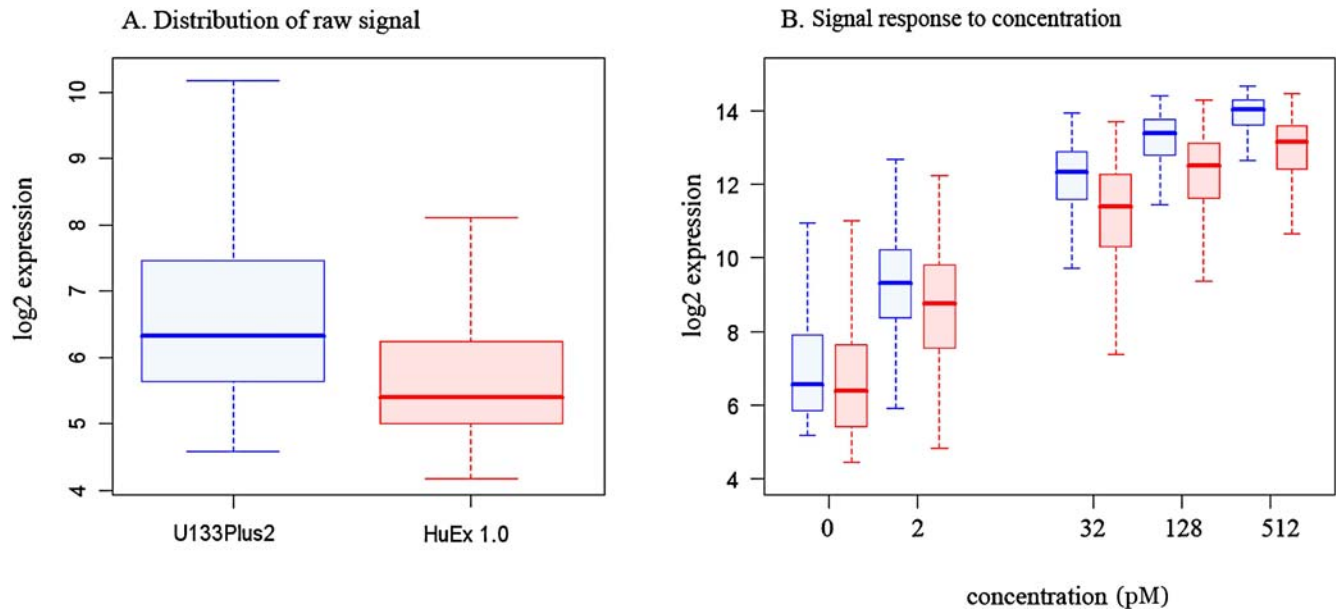 A. Distribution of raw signal
log2 expression
10
9
8
7
6
5
4
U133Plus2
HuEx 1.0
B. Signal response to concentration
log2 expression
14
12
10
8
6
4
0 2 32 128 512
concentration (pM)